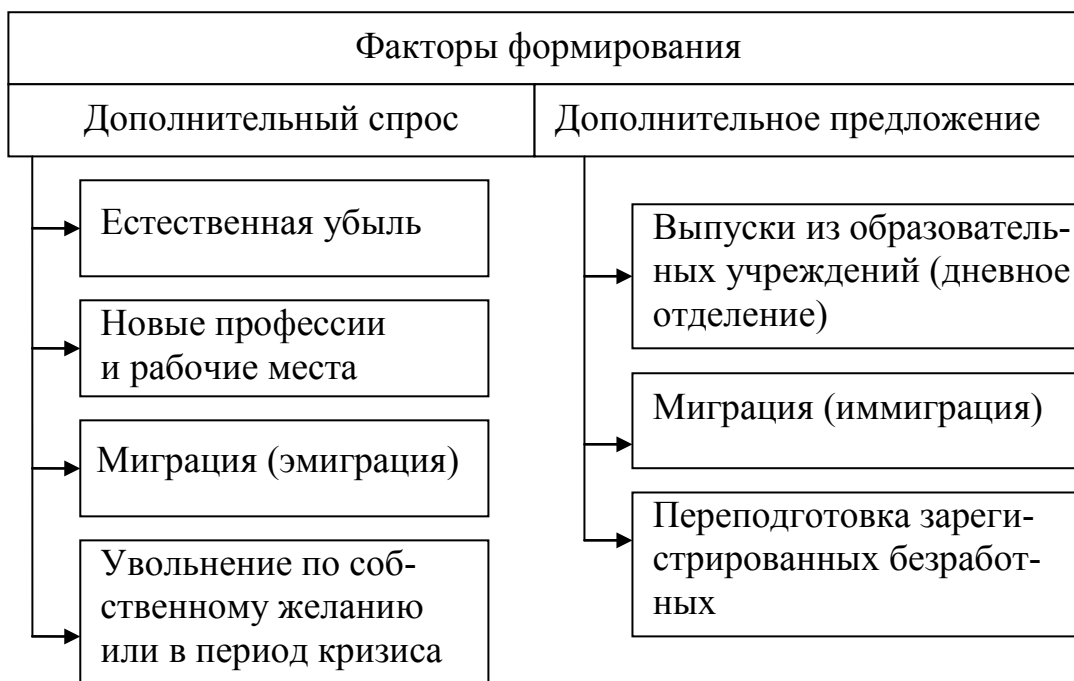 Факторы формирования
Дополнительный спрос
Дополнительное предложение
Естественная убыль
Новые профессии
и рабочие места
Миграция (эмиграция)
Увольнение по соб-
ственному желанию
или в период кризиса
Выпуски из образователь-
ных учреждений (дневное
отделение)
Миграция (иммиграция)
Переподготовка зареги-
стрированных безработ-
ных